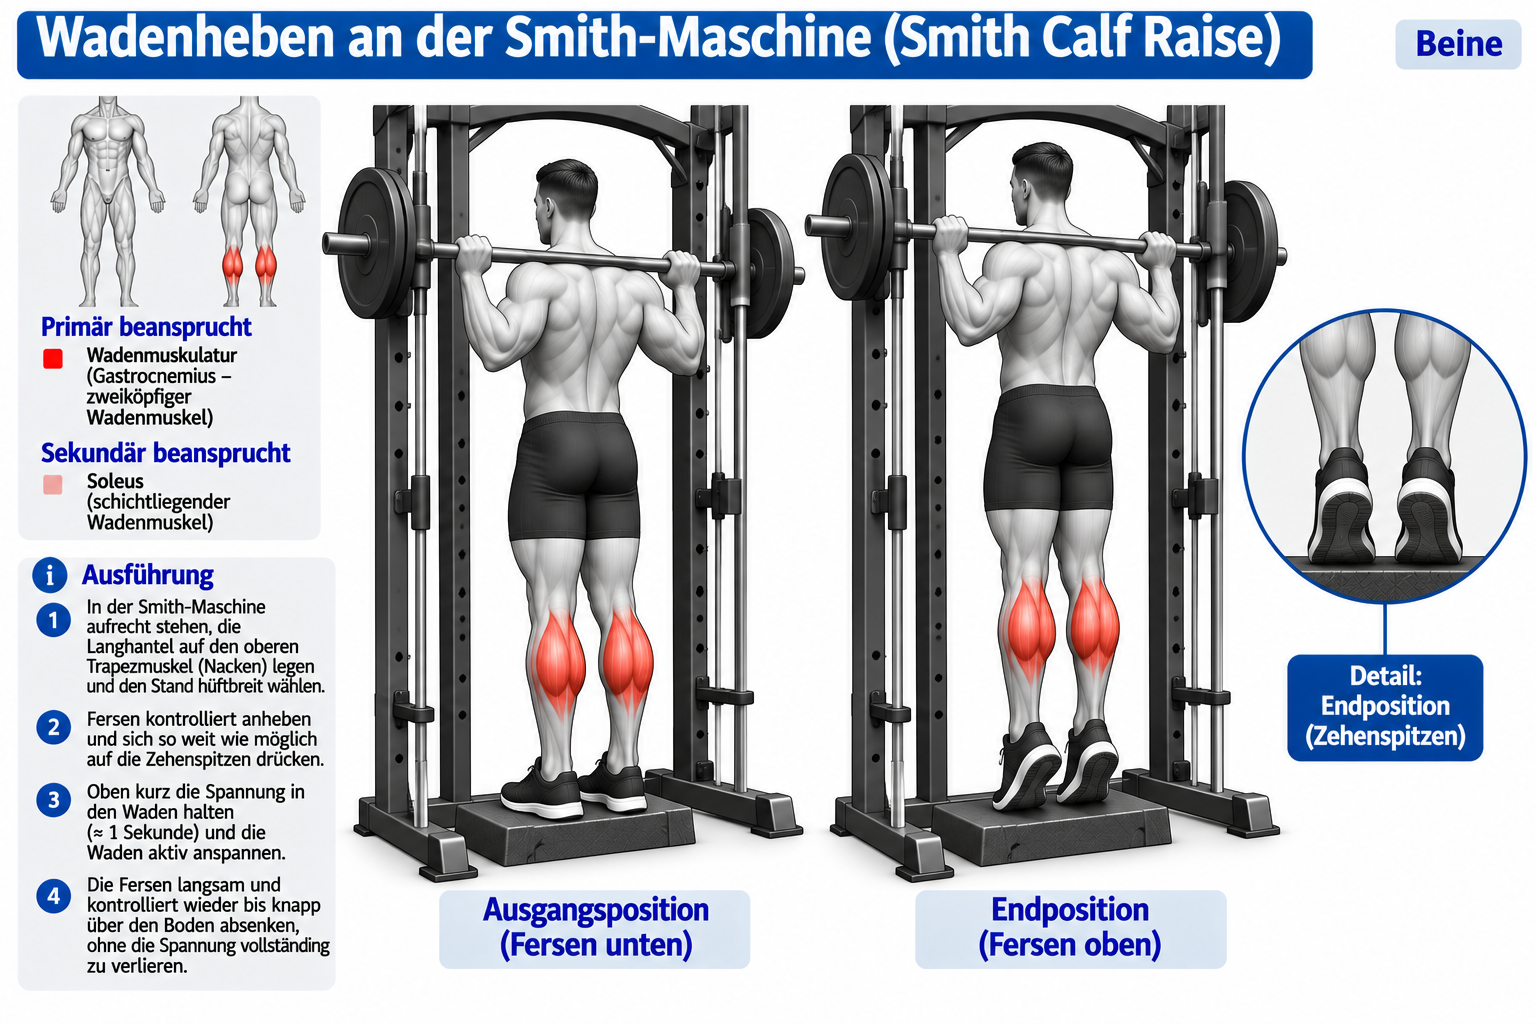 Wadenheben an der Smith-Maschine (Smith Calf Raise)
Beine
Primär beansprucht
Wadenmuskulatur
(Gastrocnemius –
zweiköpfiger
Wadenmuskel)
Sekundär beansprucht
Soleus
(schichtliegender
Wadenmuskel)
i Ausführung
1 In der Smith-Maschine
aufrecht stehen, die
Langhantel auf den oberen
Trapezmuskel (Nacken) legen
und den Stand hüftbreit wählen.
2 Fersen kontrolliert anheben
und sich so weit wie möglich
auf die Zehenspitzen drücken.
3 Oben kurz die Spannung in
den Waden halten
(≈ 1 Sekunde) und die
Waden aktiv anspannen.
4 Die Fersen langsam und
kontrolliert wieder bis knapp
über den Boden absenken,
ohne die Spannung vollständing
zu verlieren.
Ausgangsposition
(Fersen unten)
Endposition
(Fersen oben)
Detail:
Endposition
(Zehenspitzen)